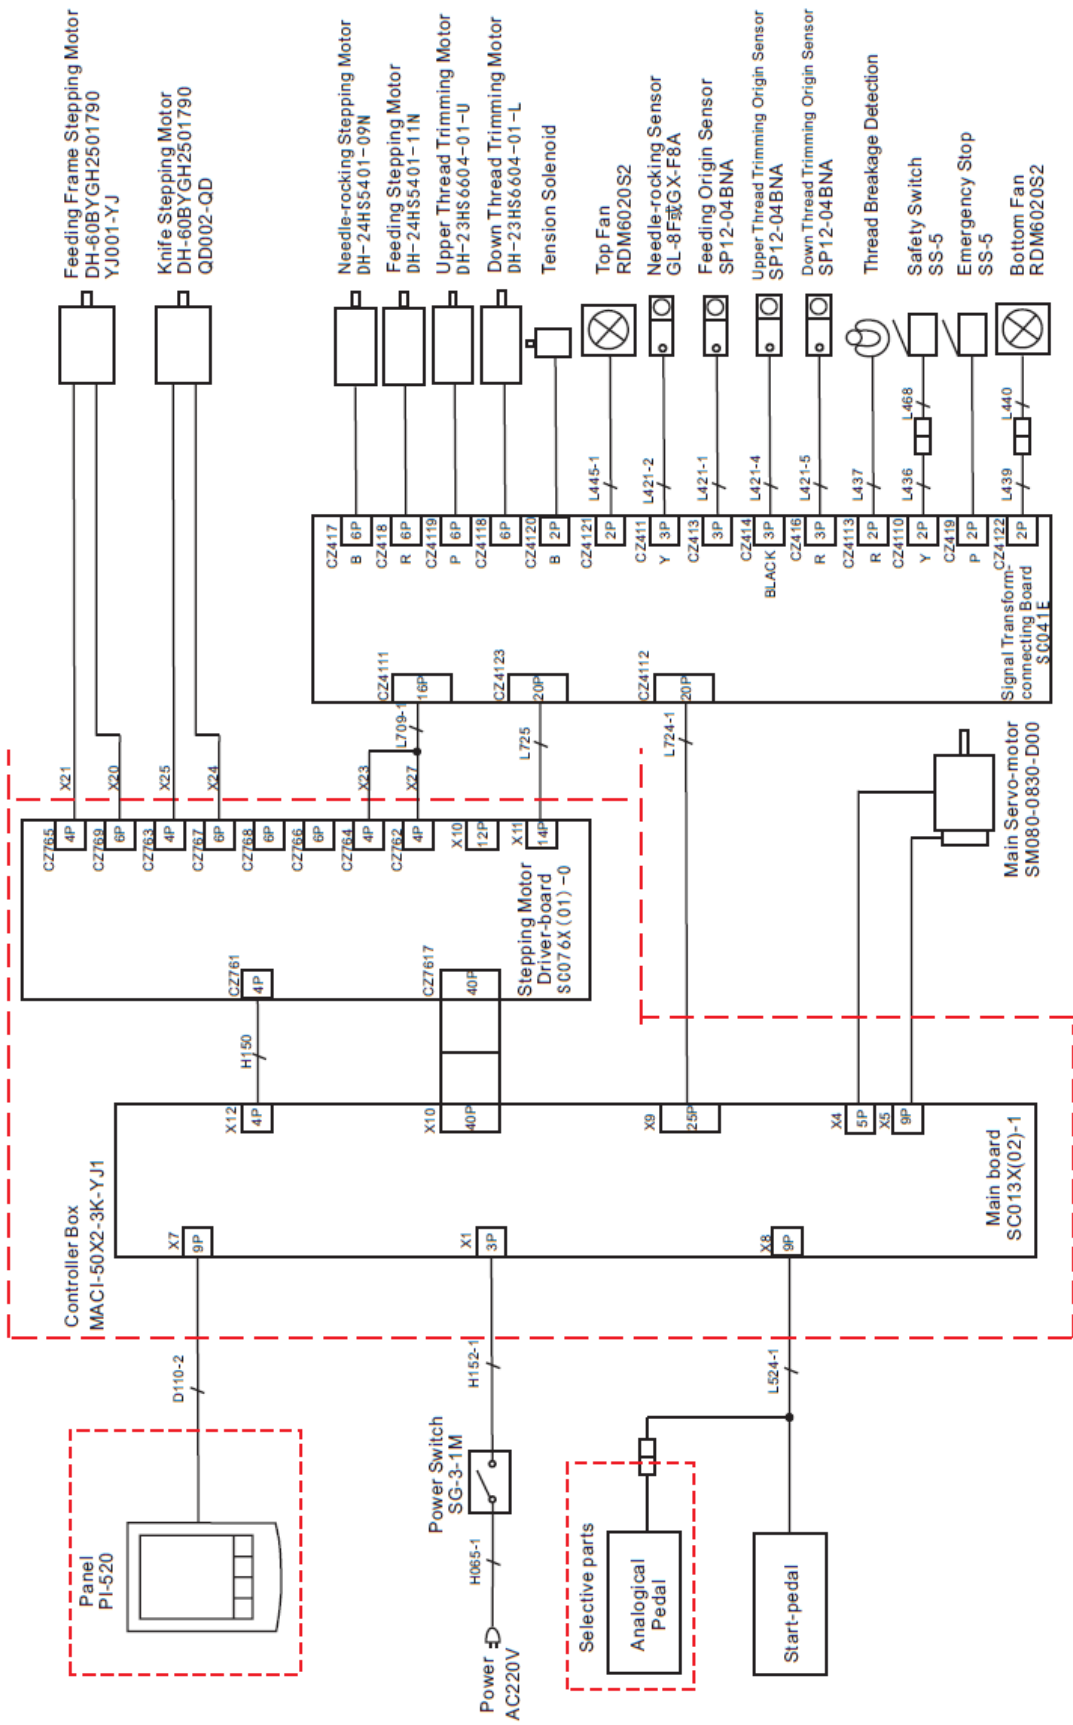 Panel
PI-520
D110-2
Controller Box
MACI-50X2-3K-YJ1
X7
9P
Power
AC220V
H065-1
Power Switch
SG-3-1M
H152-1
X1
3P
Selective parts
Analogical
Pedal
Start-pedal
L524-1
X8
9P
Main board
SC013X(02)-1
X12
4P
X10
40P
X9
25P
X4
5P
X5
9P
H150
CZ761
4P
CZ7617
40P
Stepping Motor
Driver-board
SC076X(01)-0
CZ765
4P
CZ769
6P
CZ763
4P
CZ767
6P
CZ768
6P
CZ766
6P
CZ764
4P
CZ762
4P
X10
12P
X11
14P
X21
X20
X25
X24
X23
X27
L709-1
L725
L724-1
Main Servo-motor
SM080-0830-D00
CZ4111
16P
CZ4123
20P
CZ4112
20P
Signal Transform-
connecting Board
SC041E
CZ417
B
6P
CZ418
R
6P
CZ4119
P
6P
CZ4118
6P
CZ4120
B
2P
CZ4121
2P
CZ411
Y
3P
CZ413
3P
CZ414
BLACK
3P
CZ416
R
3P
CZ4113
R
2P
CZ4110
Y
2P
CZ419
P
2P
CZ4122
2P
L445-1
L421-2
L421-1
L421-4
L421-5
L437
L436
L468
L439
L440
Feeding Frame Stepping Motor
DH-60BYGH2501790
YJ001-YJ
Knife Stepping Motor
DH-60BYGH2501790
QD002-QD
Needle-rocking Stepping Motor
DH-24HS5401-09N
Feeding Stepping Motor
DH-24HS5401-11N
Upper Thread Trimming Motor
DH-23HS6604-01-U
Down Thread Trimming Motor
DH-23HS6604-01-L
Tension Solenoid
Top Fan
RDM6020S2
Needle-rocking Sensor
GL-8F或GX-F8A
Feeding Origin Sensor
SP12-04BNA
Upper Thread Trimming Origin Sensor
SP12-04BNA
Down Thread Trimming Origin Sensor
SP12-04BNA
Thread Breakage Detection
Safety Switch
SS-5
Emergency Stop
SS-5
Bottom Fan
RDM6020S2